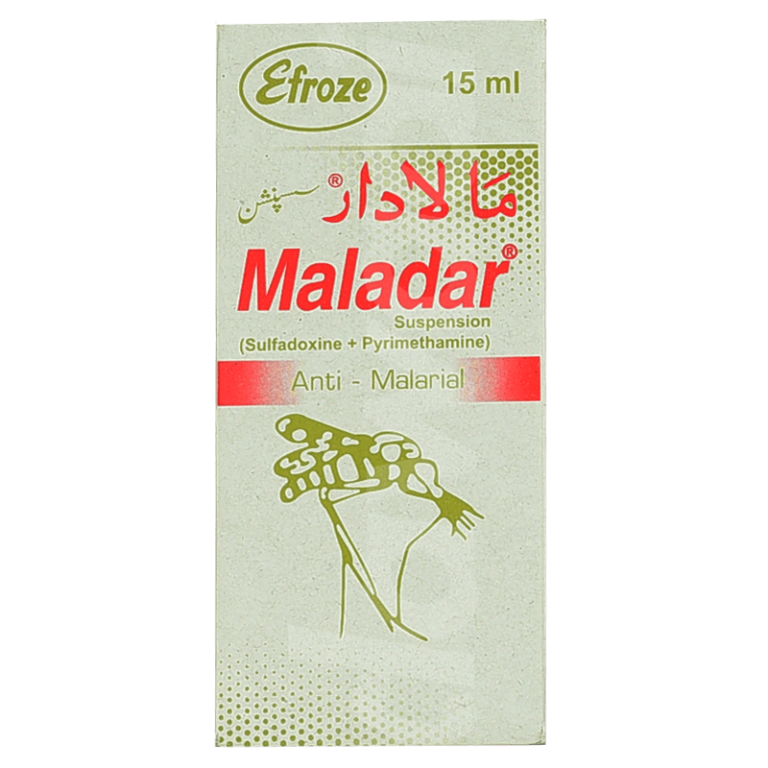 Efroze
15 ml
مالادار® سسپنشن
Maladar®
Suspension
(Sulfadoxine + Pyrimethamine)
Anti - Malarial